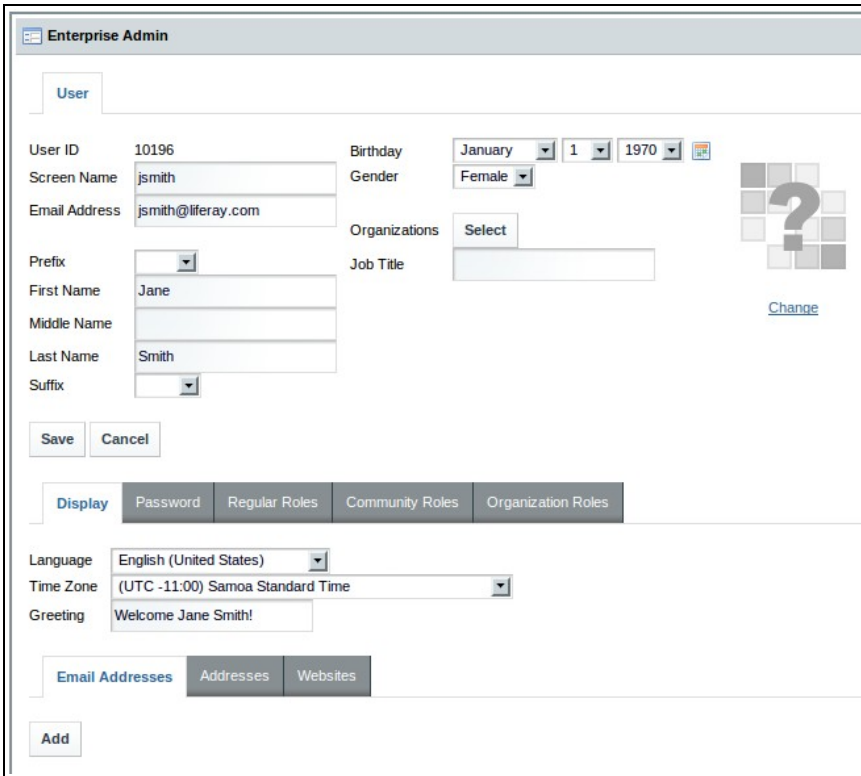 Enterprise Admin
User
User ID 10196
Screen Name jsmith
Email Address jsmith@liferay.com
Prefix
First Name Jane
Middle Name
Last Name Smith
Suffix
Birthday January 1 1970
Gender Female
Organizations Select
Job Title
?
Change
Save Cancel
Display Password Regular Roles Community Roles Organization Roles
Language English (United States)
Time Zone (UTC -11:00) Samoa Standard Time
Greeting Welcome Jane Smith!
Email Addresses Addresses Websites
Add